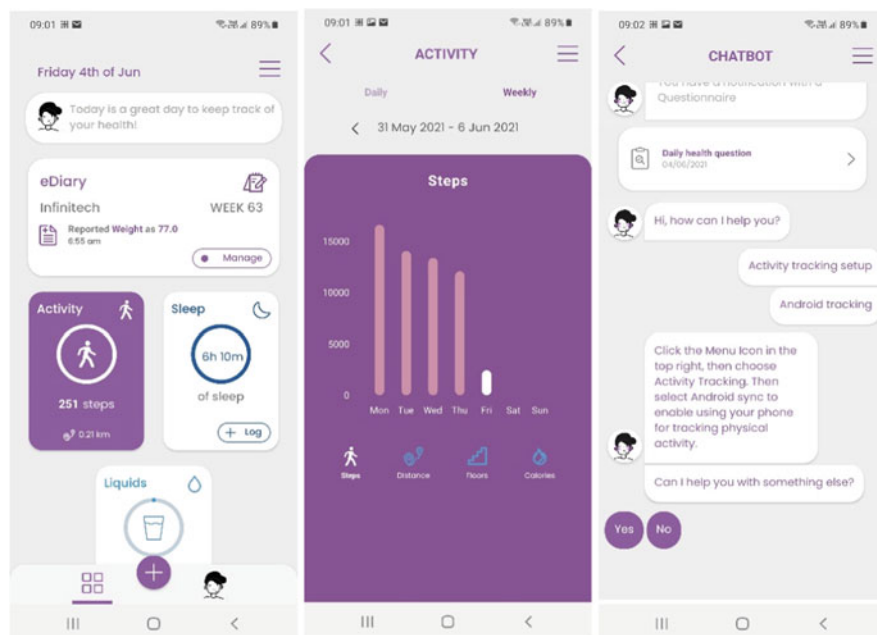 09:01
89%
Friday 4th of Jun
Today is a great day to keep track of
your health!
eDiary
Infinitech
WEEK 63
Reported Weight as 77.0
6:55 am
Manage
Activity
251 steps
0.21 km
Sleep
6h 10m
of sleep
+ Log
Liquids
+
09:01
89%
ACTIVITY
Daily
Weekly
31 May 2021 - 6 Jun 2021
Steps
15000
10000
5000
0
Mon Tue Wed Thu Fri Sat Sun
Steps
Distance
Floors
Calories
09:02
89%
CHATBOT
You have a notification with a
Questionnaire
Daily health question
04/06/2021
Hi, how can I help you?
Activity tracking setup
Android tracking
Click the Menu Icon in the
top right, then choose
Activity Tracking. Then
select Android sync to
enable using your phone
for tracking physical
activity.
Can I help you with something else?
Yes
No